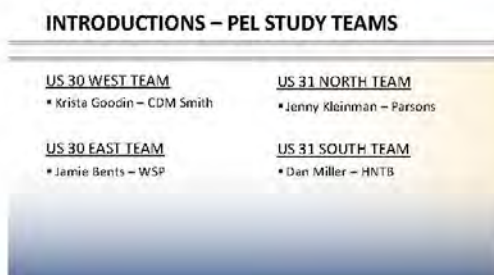 INTRODUCTIONS – PEL STUDY TEAMS
US 30 WEST TEAM
▪ Krista Goodin – CDM Smith
US 30 EAST TEAM
▪ Jamie Bents – WSP
US 31 NORTH TEAM
▪ Jenny Kleinman – Parsons
US 31 SOUTH TEAM
▪ Dan Miller – HNTB